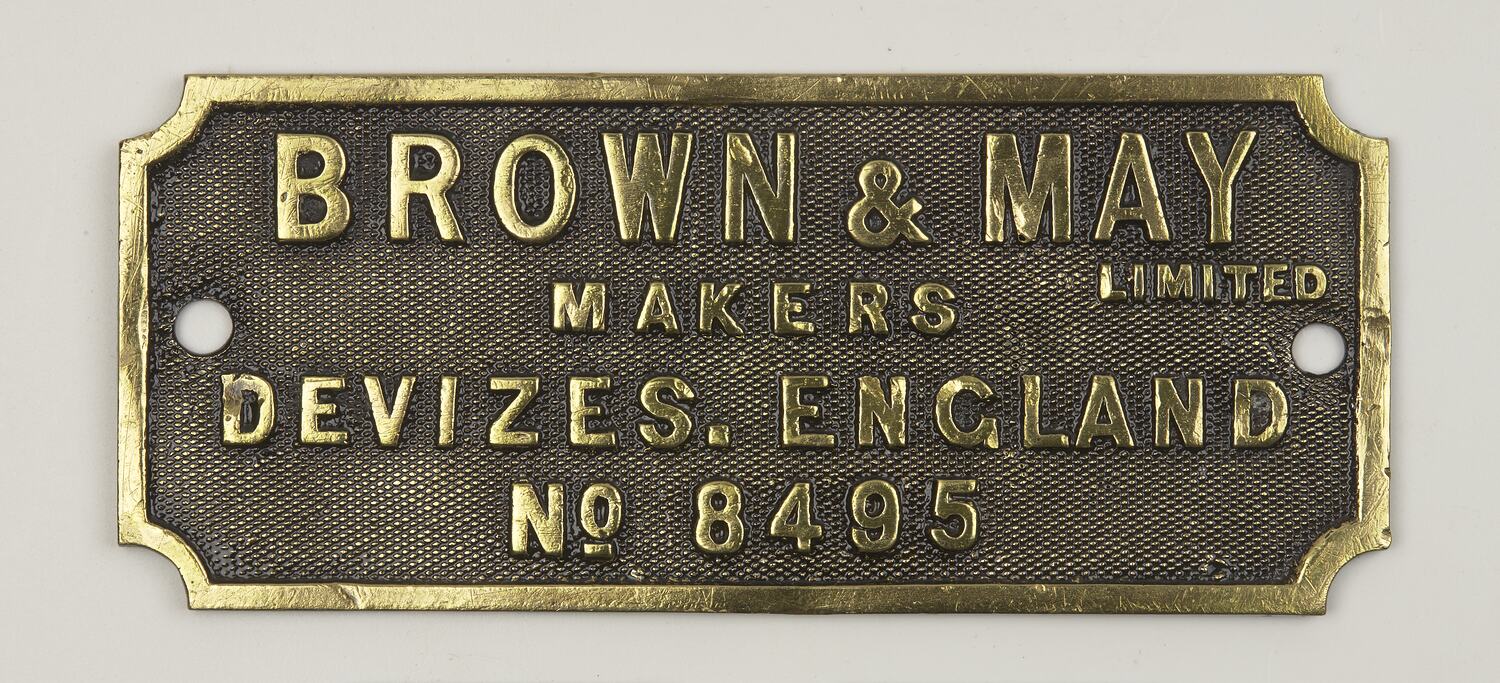 BROWN & MAY
LIMITED
MAKERS
DEVIZES. ENGLAND
No 8495